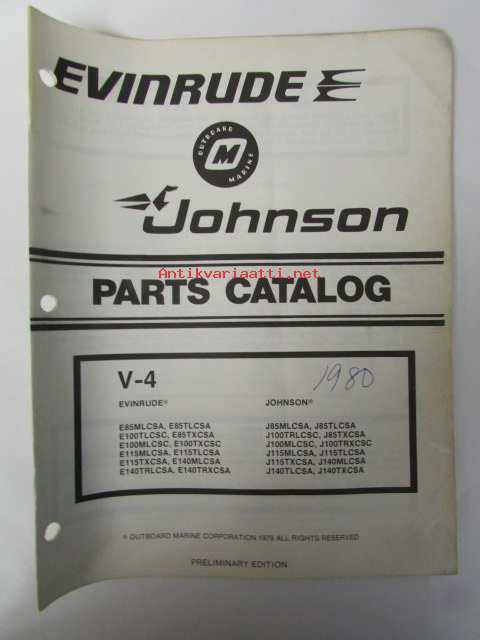 EVINRUDE
OUTBOARD
M
MARINE
Johnson
Antikvariaatti.net
PARTS CATALOG
V-4
1980
EVINRUDE® JOHNSON®
E85MLCSA, E85TLCSA J85MLCSA, J85TLCSA
E100TLCSC, E85TXCSA J100TRLCSC, J85TXCSA
E100MLCSC, E100TXCSC J100MLCSC, J100TRXCSC
E115MLCSA, E115TLCSA J115MLCSA, J115TLCSA
E115TXCSA, E140MLCSA J115TXCSA, J140MLCSA
E140TRLCSA, E140TRXCSA J140TLCSA, J140TXCSA
© OUTBOARD MARINE CORPORATION 1979 ALL RIGHTS RESERVED
PRELIMINARY EDITION